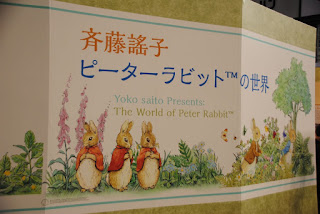 斉藤謠子
ピーターラビット™の世界
Yoko saito Presents:
The World of Peter Rabbit™